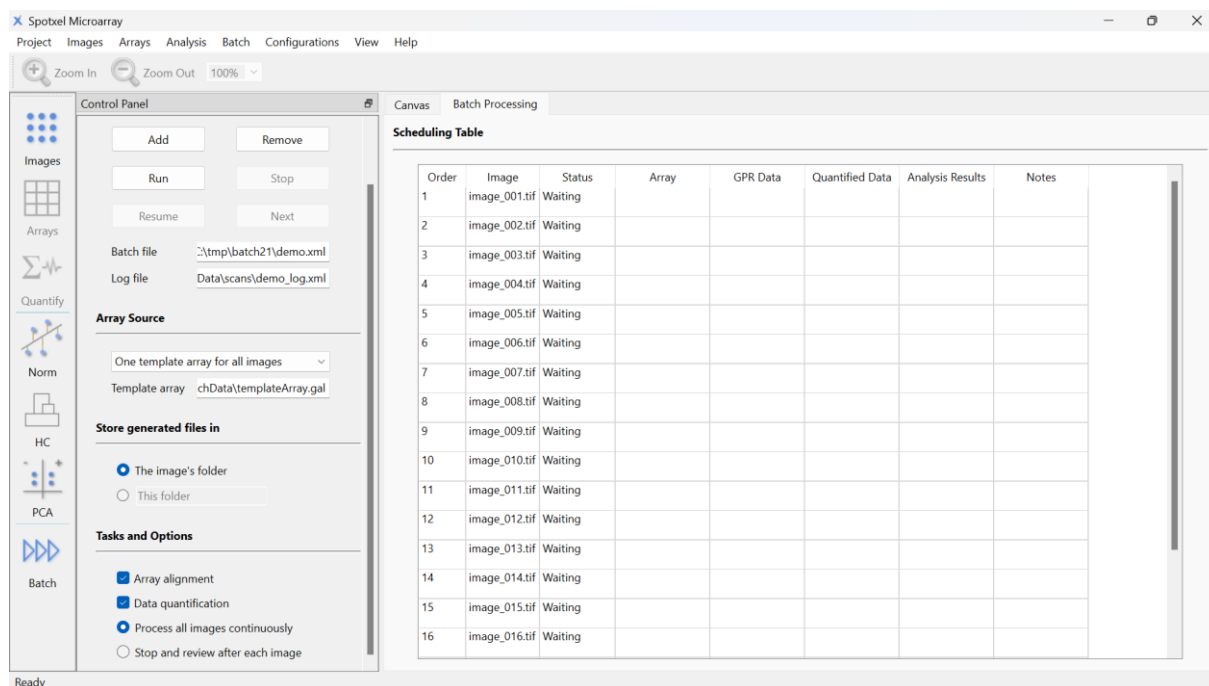 Spotxel Microarray
Project Images Arrays Analysis Batch Configurations View Help
Zoom In Zoom Out 100%
Control Panel
Images
Arrays
Quantify
Norm
HC
PCA
Batch
Add Remove
Run Stop
Resume Next
Batch file :\tmp\batch21\demo.xml
Log file Data\scans\demo_log.xml
Array Source
One template array for all images
Template array chData\templateArray.gal
Store generated files in
The image's folder
This folder
Tasks and Options
Array alignment
Data quantification
Process all images continuously
Stop and review after each image
Canvas Batch Processing
Scheduling Table
Order Image Status Array GPR Data Quantified Data Analysis Results Notes
1 image_001.tif Waiting
2 image_002.tif Waiting
3 image_003.tif Waiting
4 image_004.tif Waiting
5 image_005.tif Waiting
6 image_006.tif Waiting
7 image_007.tif Waiting
8 image_008.tif Waiting
9 image_009.tif Waiting
10 image_010.tif Waiting
11 image_011.tif Waiting
12 image_012.tif Waiting
13 image_013.tif Waiting
14 image_014.tif Waiting
15 image_015.tif Waiting
16 image_016.tif Waiting
Ready